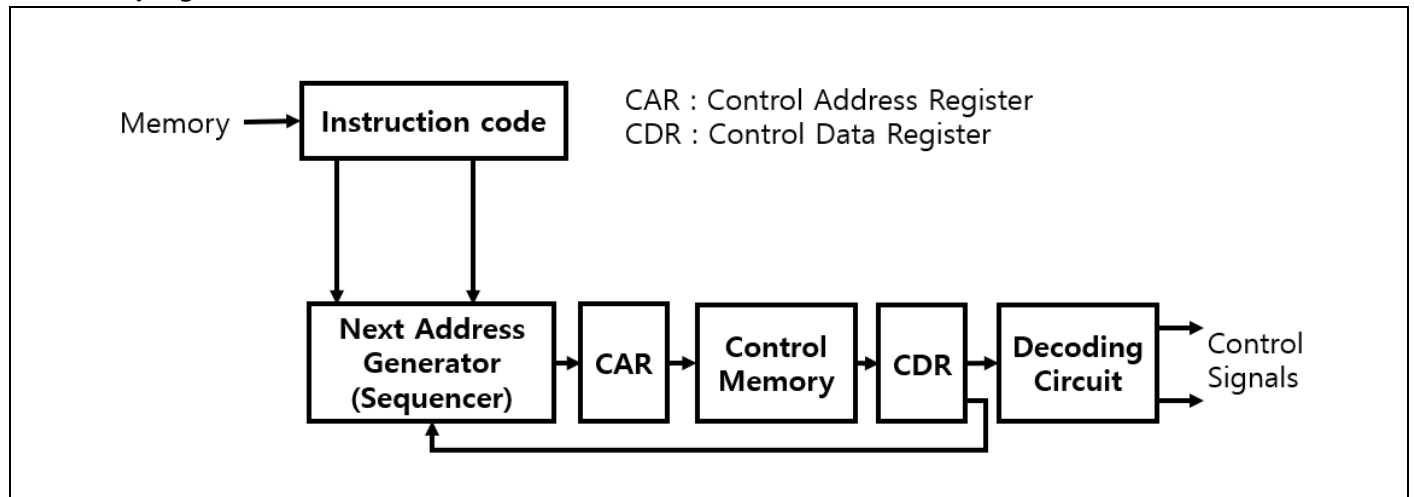 Memory
Instruction code
CAR : Control Address Register
CDR : Control Data Register
Next Address
Generator
(Sequencer)
CAR
Control
Memory
CDR
Decoding
Circuit
Control
Signals